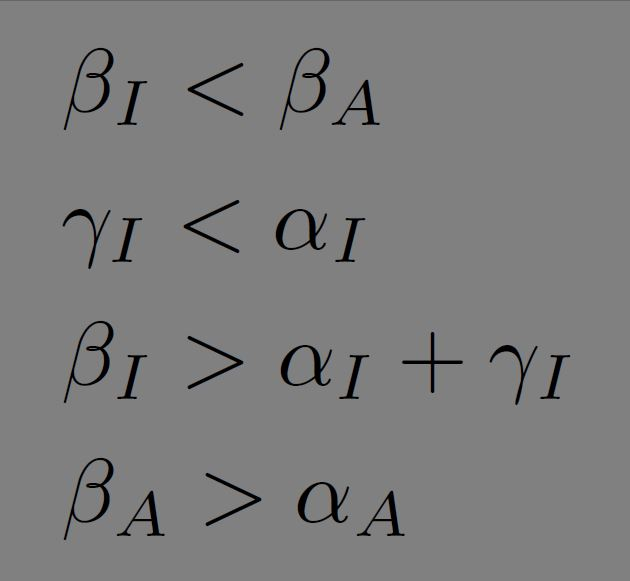 β_I < β_A
γ_I < α_I
β_I > α_I + γ_I
β_A > α_A